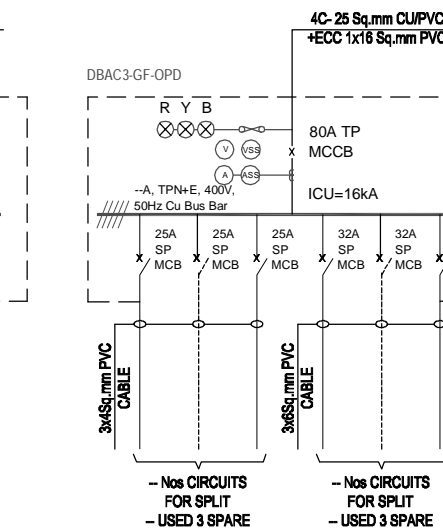 4C- 25 Sq.mm CU/PVC
+ECC 1x16 Sq.mm PVC
DBAC3-GF-OPD
R Y B
80A TP
MCCB
V VSS
A ASS
ICU=16kA
--A, TPN+E, 400V,
50Hz Cu Bus Bar
25A
SP
MCB
25A
SP
MCB
25A
SP
MCB
32A
SP
MCB
32A
SP
MCB
3x4Sq.mm PVC
CABLE
3x6Sq.mm PVC
CABLE
-- Nos CIRCUITS
FOR SPLIT
-- USED 3 SPARE
-- Nos CIRCUITS
FOR SPLIT
-- USED 3 SPARE